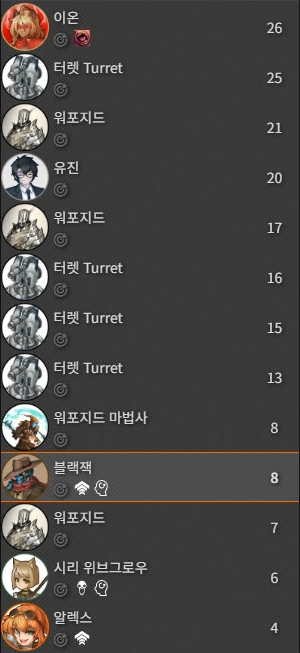 이온
26
터렛 Turret
25
워포지드
21
유진
20
워포지드
17
터렛 Turret
16
터렛 Turret
15
터렛 Turret
13
워포지드 마법사
8
블랙잭
8
워포지드
7
시리 위브그로우
6
알렉스
4